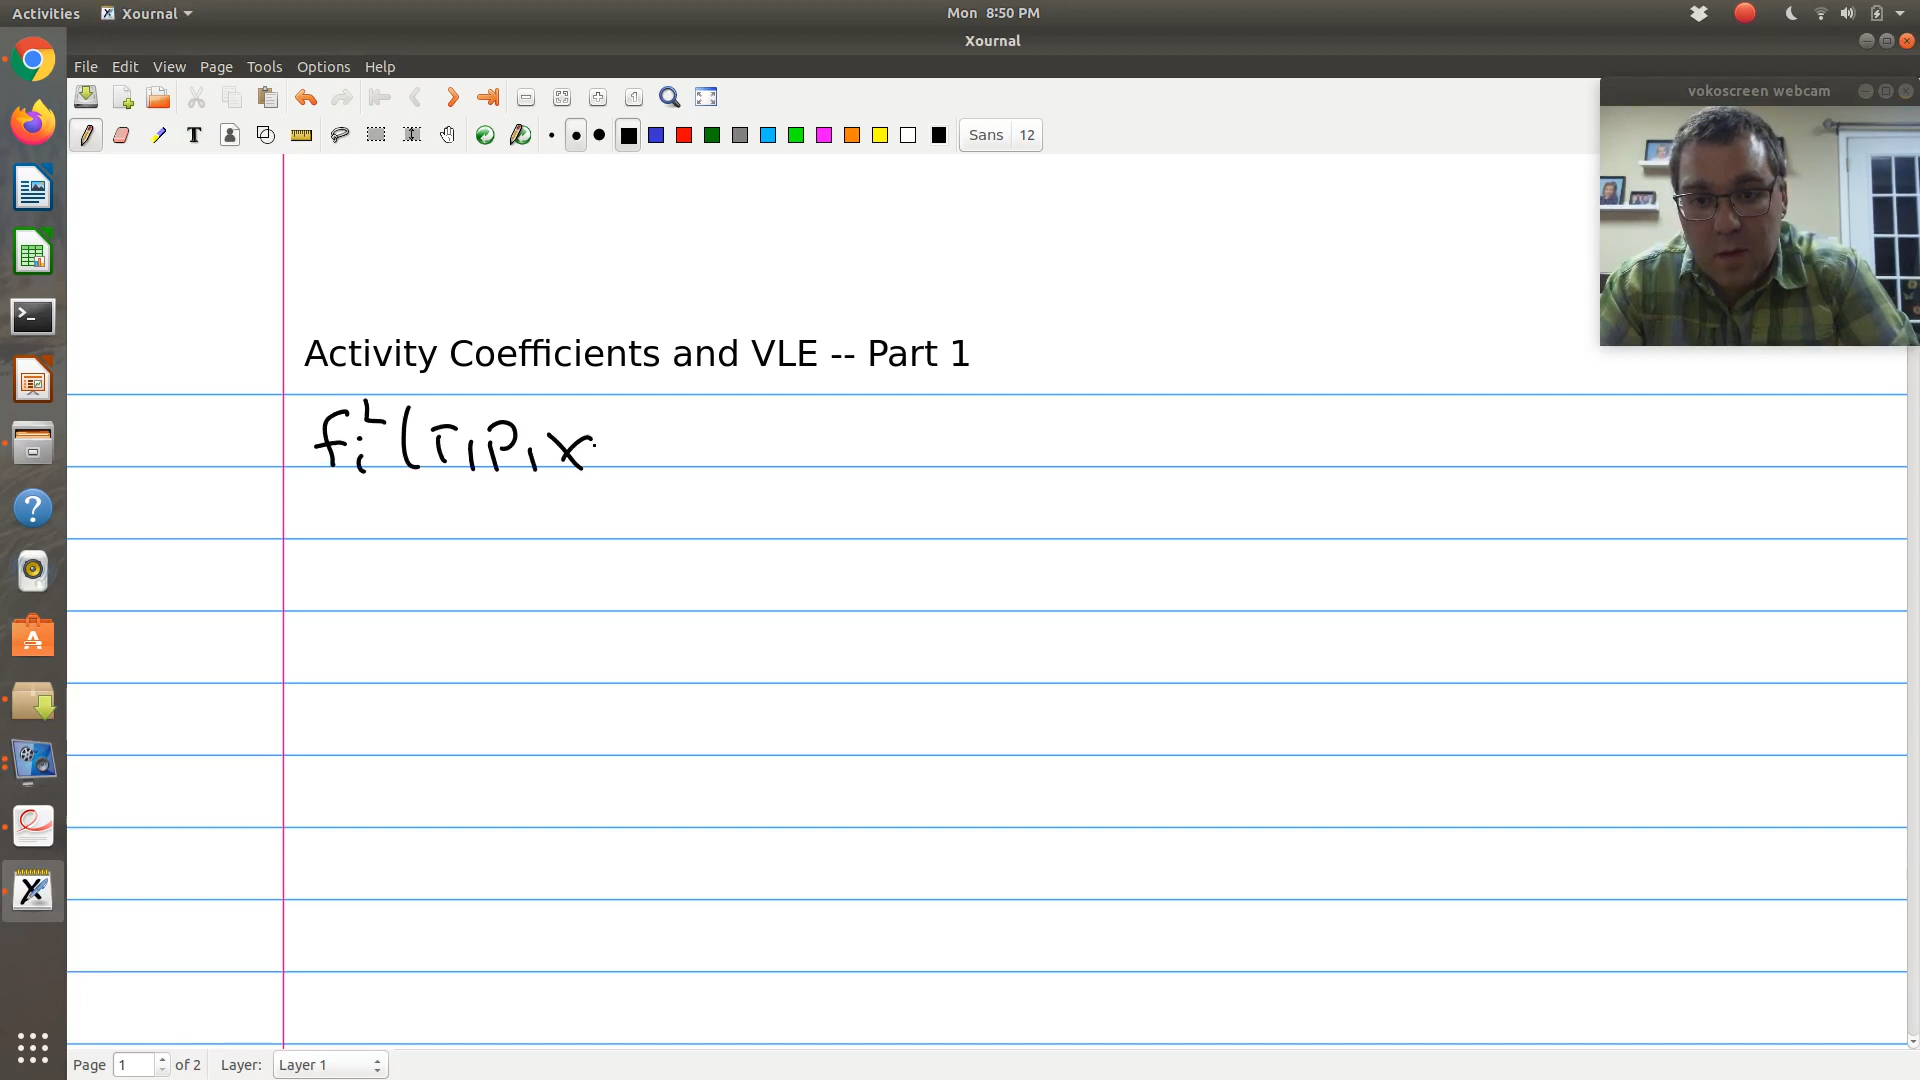 Activities Xournal Mon 8:50 PM
Xournal
File Edit View Page Tools Options Help
vokoscreen webcam
T Sans 12
Activity Coefficients and VLE -- Part 1
fᵢᴸ (T, P, x
Page 1 of 2 Layer: Layer 1